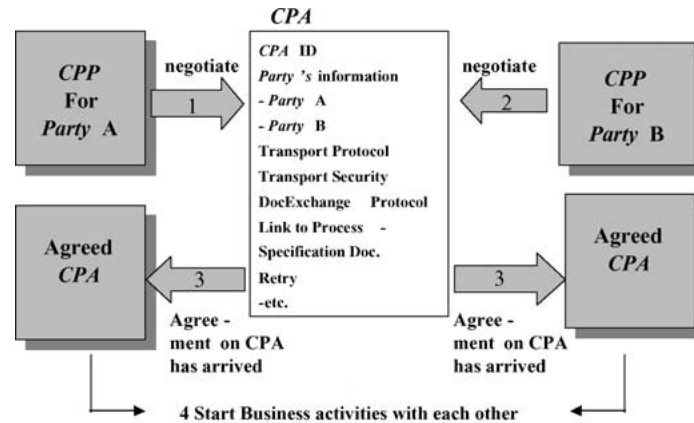 CPA
CPP
For
Party A
negotiate
1
CPA ID
Party 's information
- Party A
- Party B
Transport Protocol
Transport Security
DocExchange Protocol
Link to Process -
Specification Doc.
Retry
-etc.
negotiate
2
CPP
For
Party B
Agreed
CPA
3
Agree -
ment on CPA
has arrived
3
Agree -
ment on CPA
has arrived
Agreed
CPA
4 Start Business activities with each other